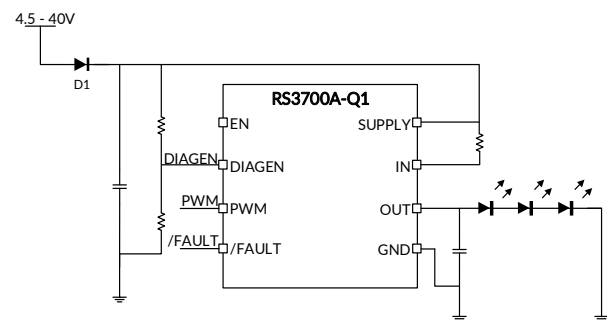 4.5 - 40V
D1
RS3700A-Q1
EN
SUPPLY
DIAGEN
DIAGEN
IN
PWM
PWM
OUT
/FAULT
/FAULT
GND